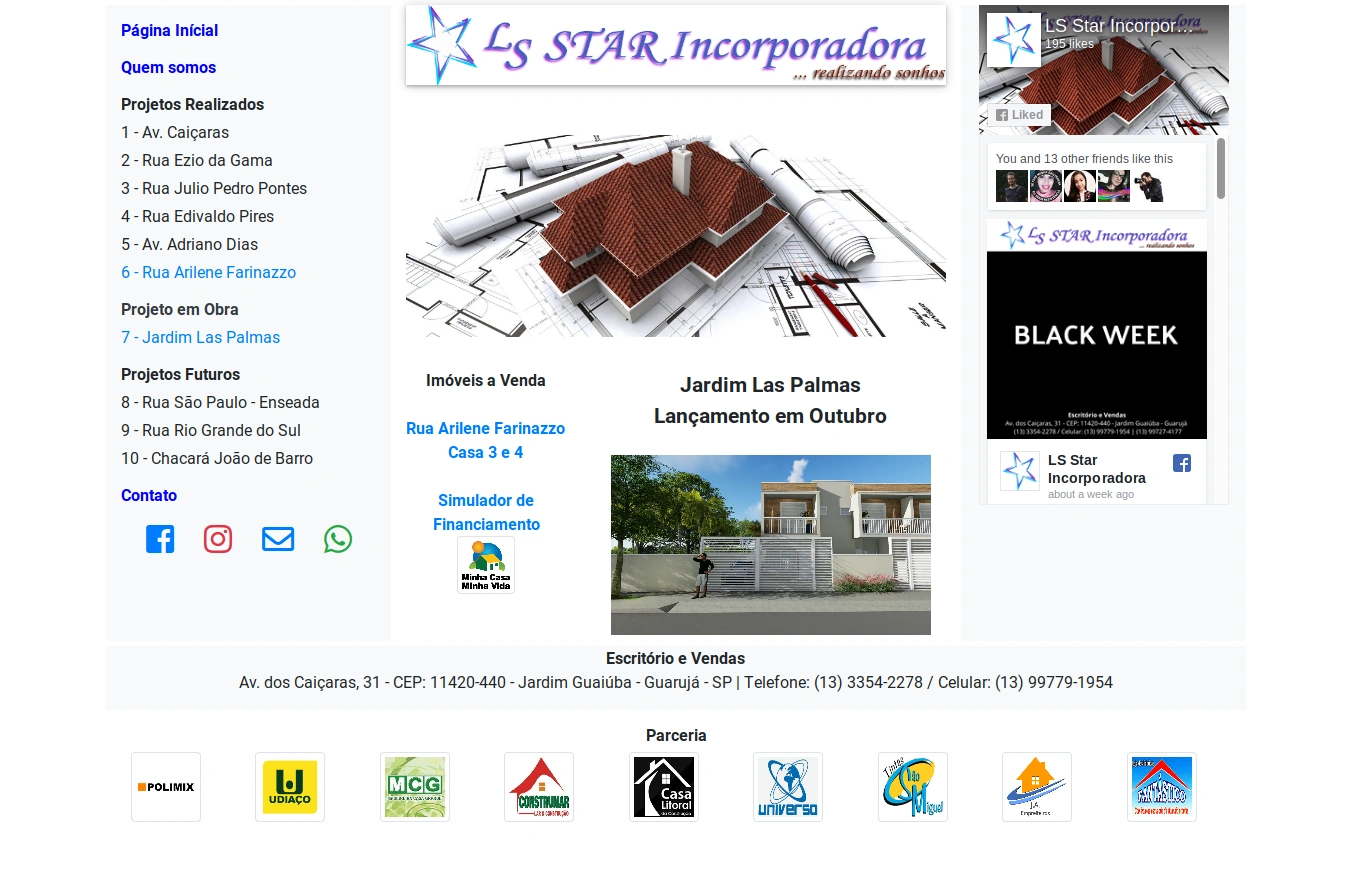 Página Inícial
Quem somos
Projetos Realizados
1 - Av. Caiçaras
2 - Rua Ezio da Gama
3 - Rua Julio Pedro Pontes
4 - Rua Edivaldo Pires
5 - Av. Adriano Dias
6 - Rua Arilene Farinazzo
Projeto em Obra
7 - Jardim Las Palmas
Projetos Futuros
8 - Rua São Paulo - Enseada
9 - Rua Rio Grande do Sul
10 - Chacará João de Barro
Contato
LS STAR Incorporadora
... realizando sonhos
Imóveis a Venda
Rua Arilene Farinazzo
Casa 3 e 4
Simulador de
Financiamento
Minha Casa
Minha Vida
Jardim Las Palmas
Lançamento em Outubro
LS Star Incorpor...
195 likes
Liked
You and 13 other friends like this
LS STAR Incorporadora
... realizando sonhos
BLACK WEEK
Escritório e Vendas
Av. dos Caiçaras, 31 - CEP: 11420-440 - Jardim Guaiúba - Guarujá
(13) 3354-2278 / Celular: (13) 99779-1954 | (13) 99727-4177
LS Star
Incorporadora
about a week ago
Escritório e Vendas
Av. dos Caiçaras, 31 - CEP: 11420-440 - Jardim Guaiúba - Guarujá - SP | Telefone: (13) 3354-2278 / Celular: (13) 99779-1954
Parceria
POLIMIX
UDIAÇO
MCG
CONSTRUMAR
LAR & CONSTRUÇÃO
Casa
Litoral
da Construção
universo
Tintas
São
Miguel
J.A.
Empreiteiros